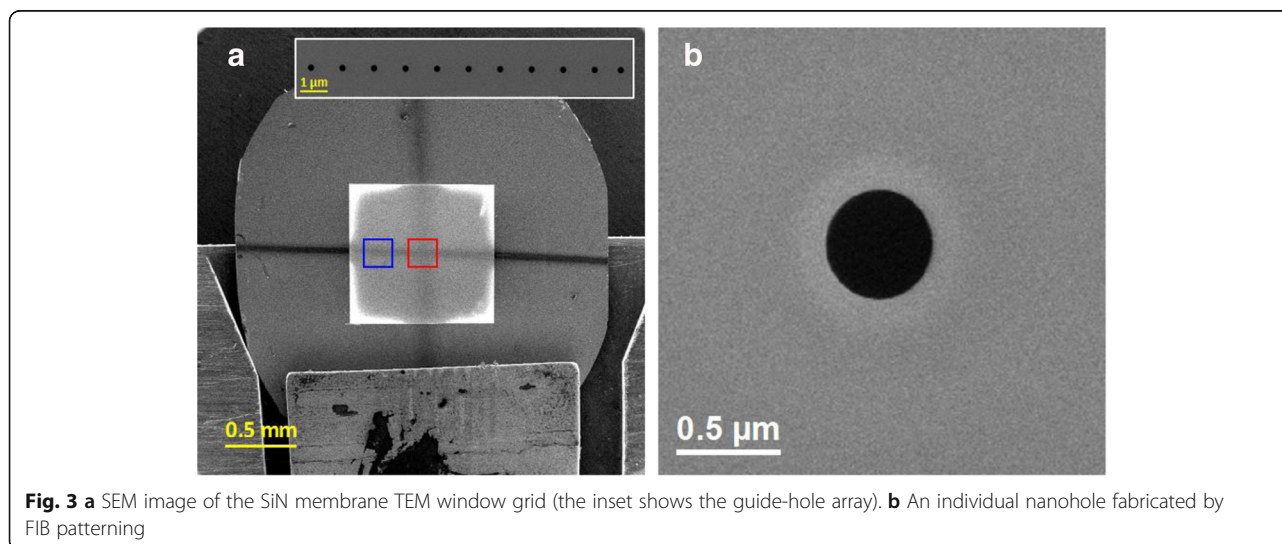 a
1 μm
0.5 mm
b
0.5 μm
Fig. 3 a SEM image of the SiN membrane TEM window grid (the inset shows the guide-hole array). b An individual nanohole fabricated by
FIB patterning